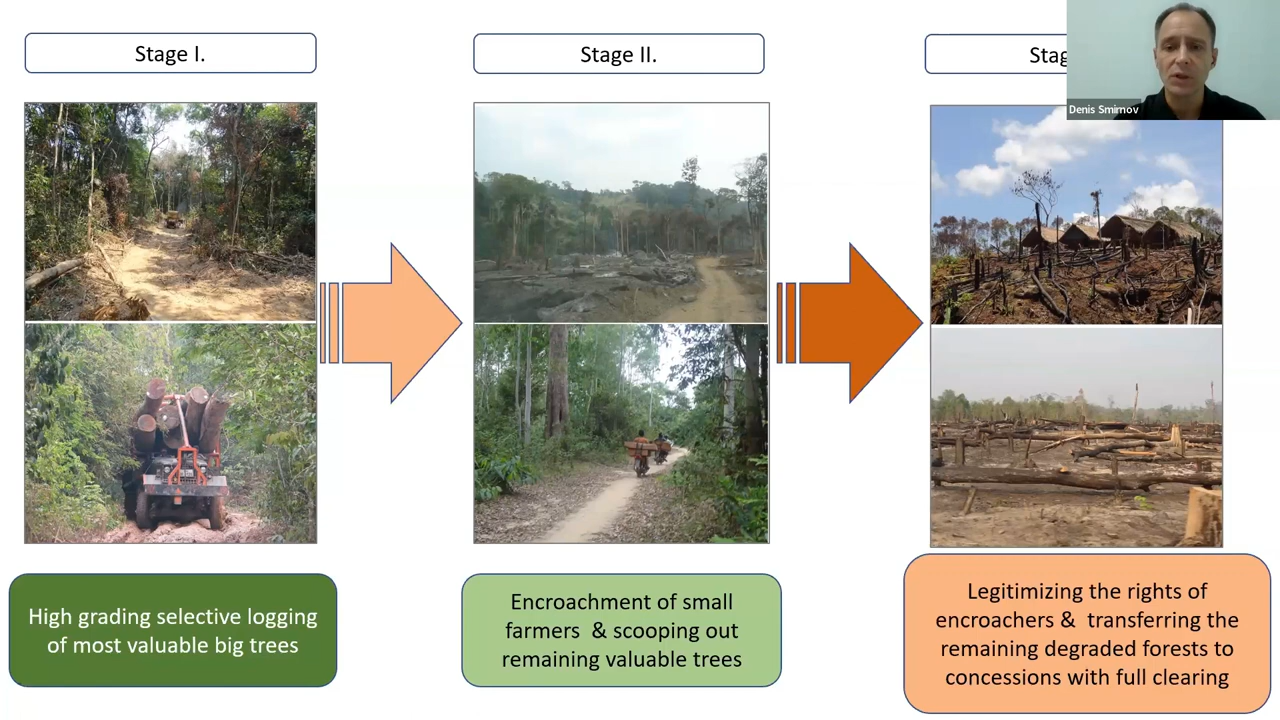 Stage I.
Stage II.
Denis Smirnov
High grading selective logging
of most valuable big trees
Encroachment of small
farmers & scooping out
remaining valuable trees
Legitimizing the rights of
encroachers & transferring the
remaining degraded forests to
concessions with full clearing